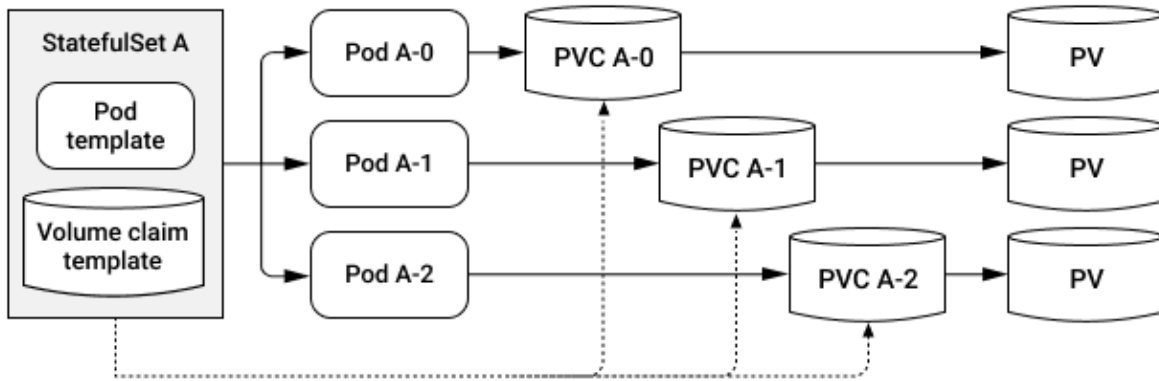 StatefulSet A
Pod
template
Volume claim
template
Pod A-0
PVC A-0
PV
Pod A-1
PVC A-1
PV
Pod A-2
PVC A-2
PV